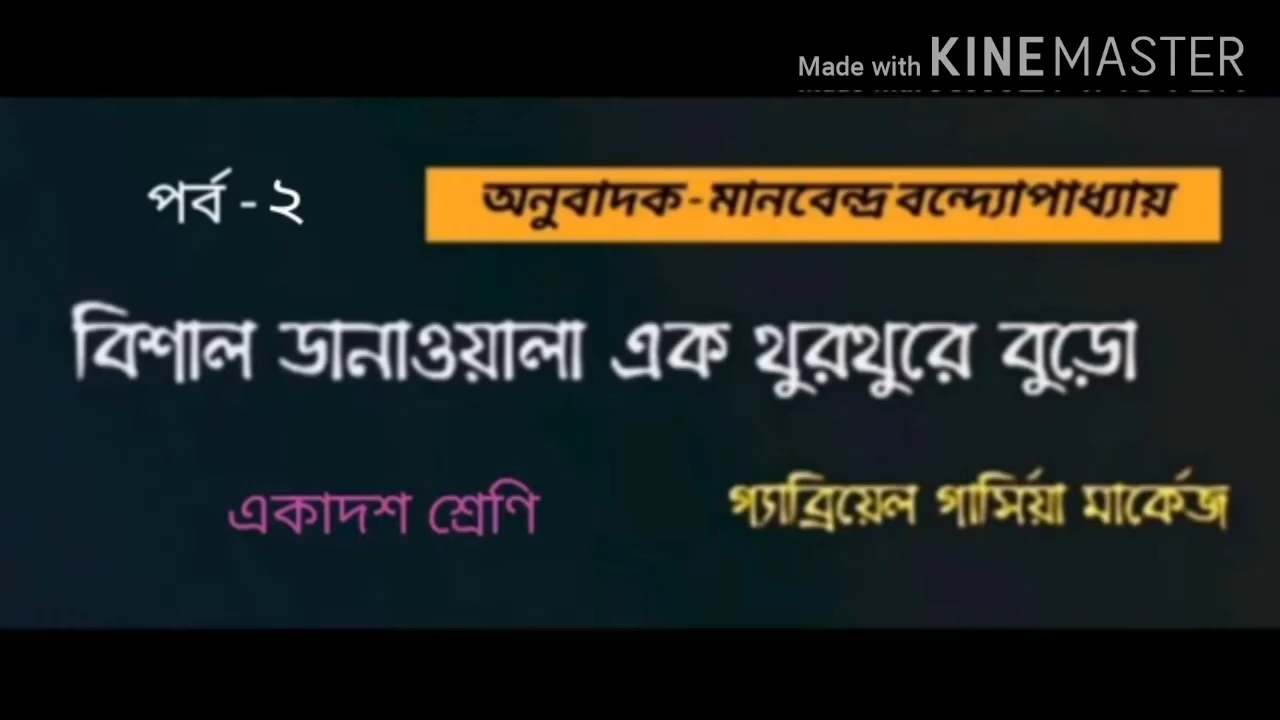 Made with KINEMASTER
পর্ব - ২
অনুবাদক - মানবেন্দ্র বন্দ্যোপাধ্যায়
বিশাল ডানাওয়ালা এক থুরথুরে বুড়ো
একাদশ শ্রেণি
গ্যাব্রিয়েল গার্সিয়া মার্কেজ